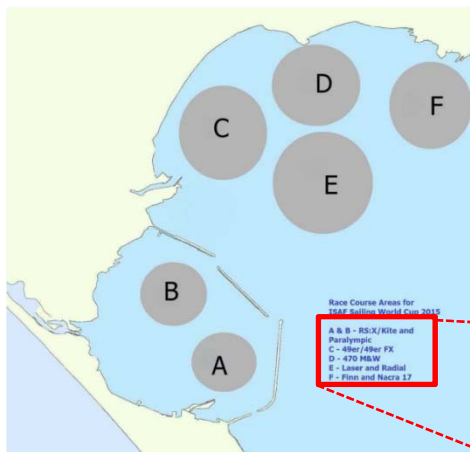 D
F
C
E
B
A
Race Course Areas for
ISAF Sailing World Cup 2015
A & B - RS:X/Kite and
Paralympic
C - 49er/49er FX
D - 470 M&W
E - Laser and Radial
F - Finn and Nacra 17